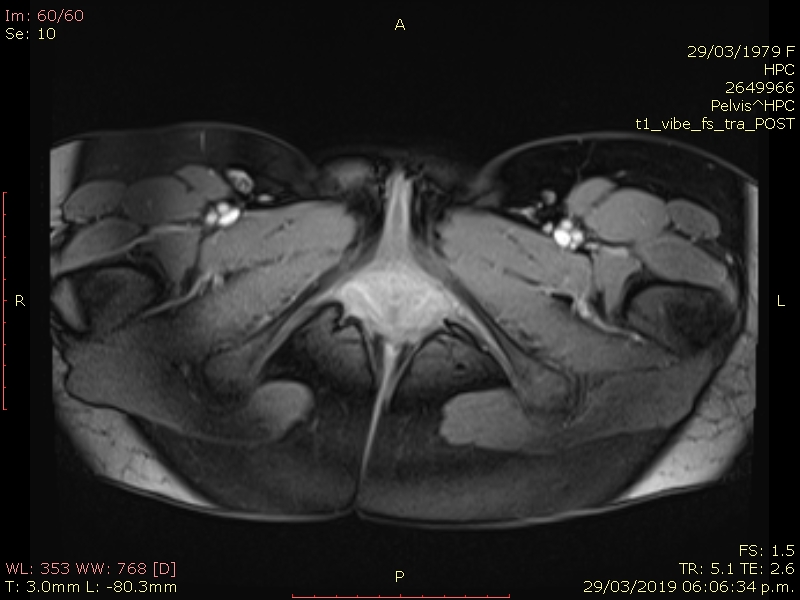 Im: 60/60
Se: 10
A
29/03/1979 F
HPC
2649966
Pelvis^HPC
t1_vibe_fs_tra_POST
R
L
WL: 353 WW: 768 [D]
T: 3.0mm L: -80.3mm
P
FS: 1.5
TR: 5.1 TE: 2.6
29/03/2019 06:06:34 p.m.